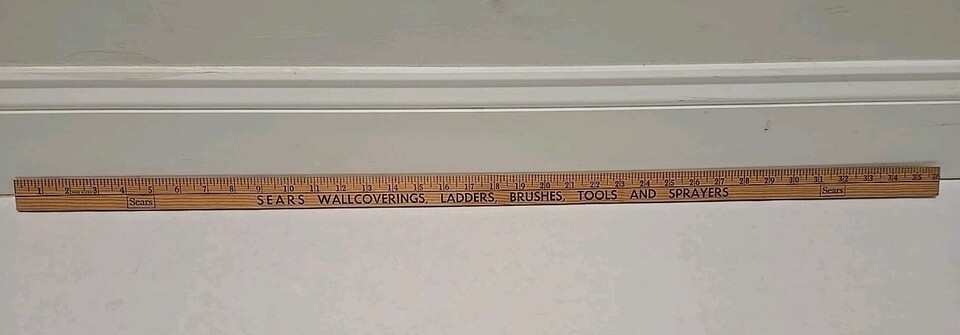 1 2 3 4 5 6 7 8 9 10 11 12 13 14 15 16 17 18 19 20 21 22 23 24 25 26 27 28 29 30 31 32 33 34 35
Sears SEARS WALLCOVERINGS, LADDERS, BRUSHES, TOOLS AND SPRAYERS Sears